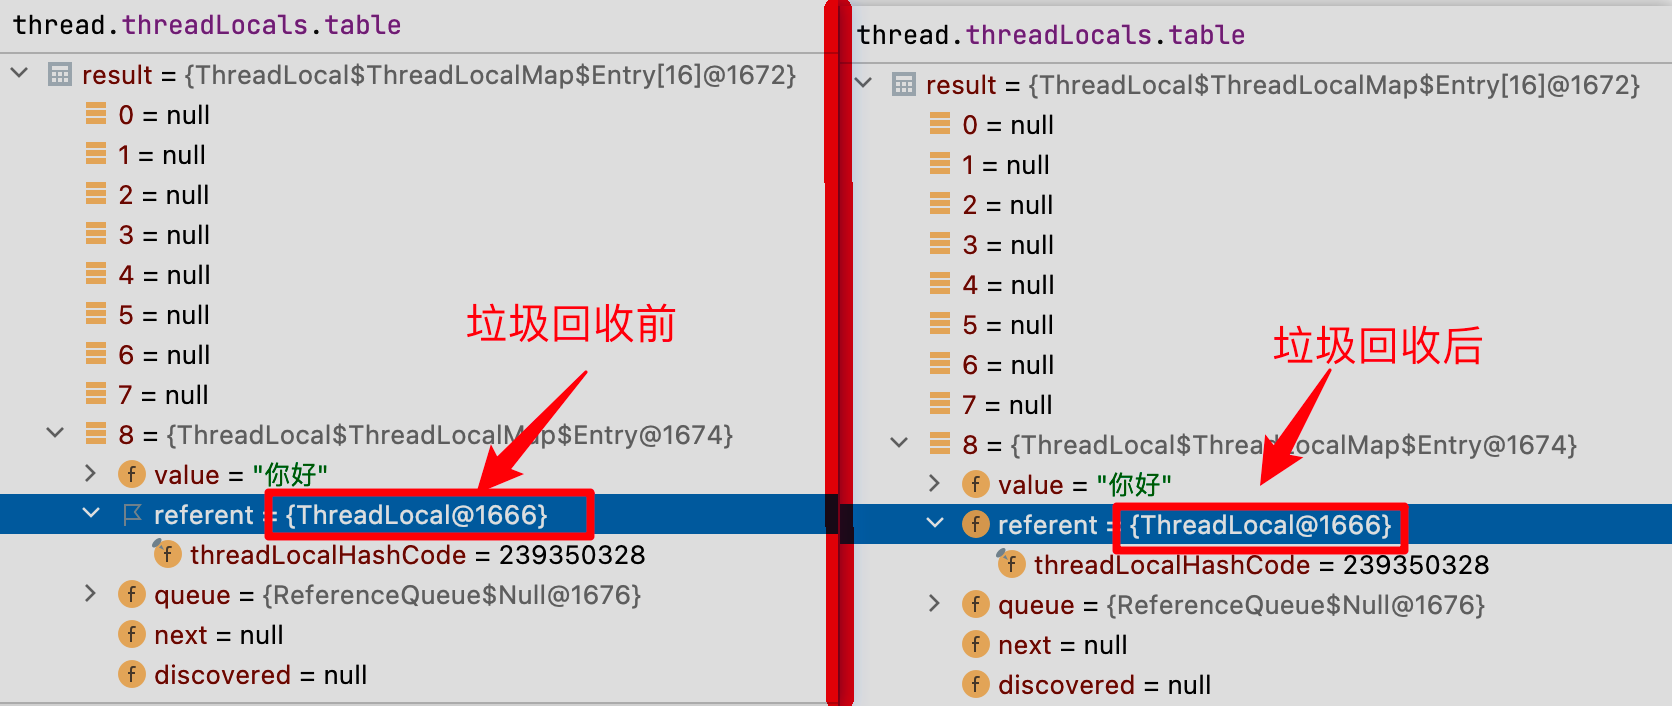 thread.threadLocals.table
result = {ThreadLocal$ThreadLocalMap$Entry[16]@1672}
0 = null
1 = null
2 = null
3 = null
4 = null
5 = null
6 = null
7 = null
8 = {ThreadLocal$ThreadLocalMap$Entry@1674}
value = "你好"
referent = {ThreadLocal@1666}
threadLocalHashCode = 239350328
queue = {ReferenceQueue$Null@1676}
next = null
discovered = null
垃圾回收前
thread.threadLocals.table
result = {ThreadLocal$ThreadLocalMap$Entry[16]@1672}
0 = null
1 = null
2 = null
3 = null
4 = null
5 = null
6 = null
7 = null
8 = {ThreadLocal$ThreadLocalMap$Entry@1674}
value = "你好"
referent = {ThreadLocal@1666}
threadLocalHashCode = 239350328
queue = {ReferenceQueue$Null@1676}
next = null
discovered = null
垃圾回收后